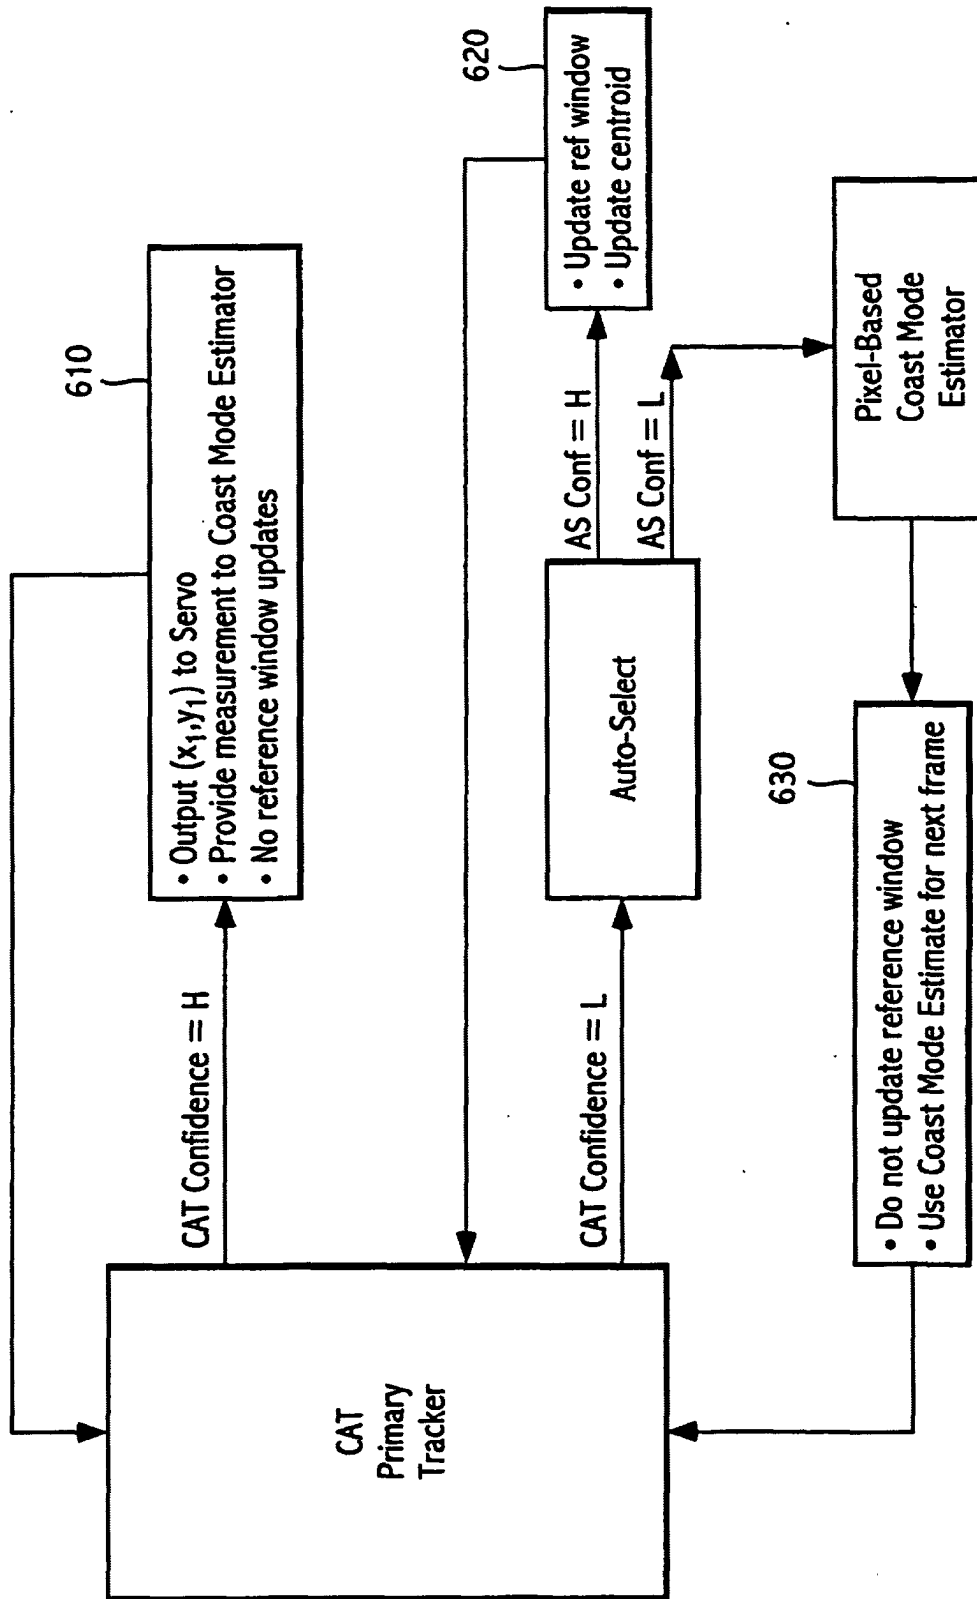 CAT
Primary
Tracker
CAT Confidence = H
610
• Output (x₁,y₁) to Servo
• Provide measurement to Coast Mode Estimator
• No reference window updates
CAT Confidence = L
Auto-Select
AS Conf = H
AS Conf = L
620
• Update ref window
• Update centroid
Pixel-Based
Coast Mode
Estimator
630
• Do not update reference window
• Use Coast Mode Estimate for next frame